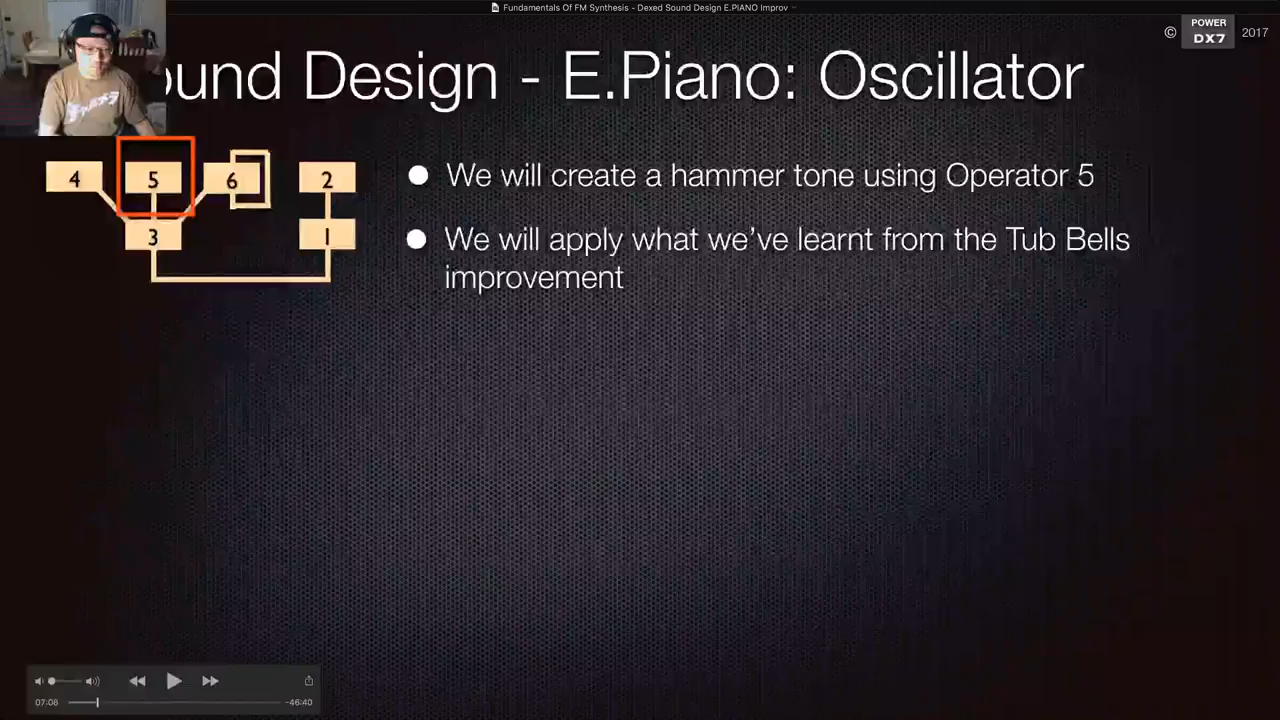 Fundamentals Of FM Synthesis - Dexed Sound Design E.PIANO Improv
© POWER DX7 2017
ound Design - E.Piano: Oscillator
4 5 6 2
3 1
We will create a hammer tone using Operator 5
We will apply what we've learnt from the Tub Bells
improvement
07:08 -46:40